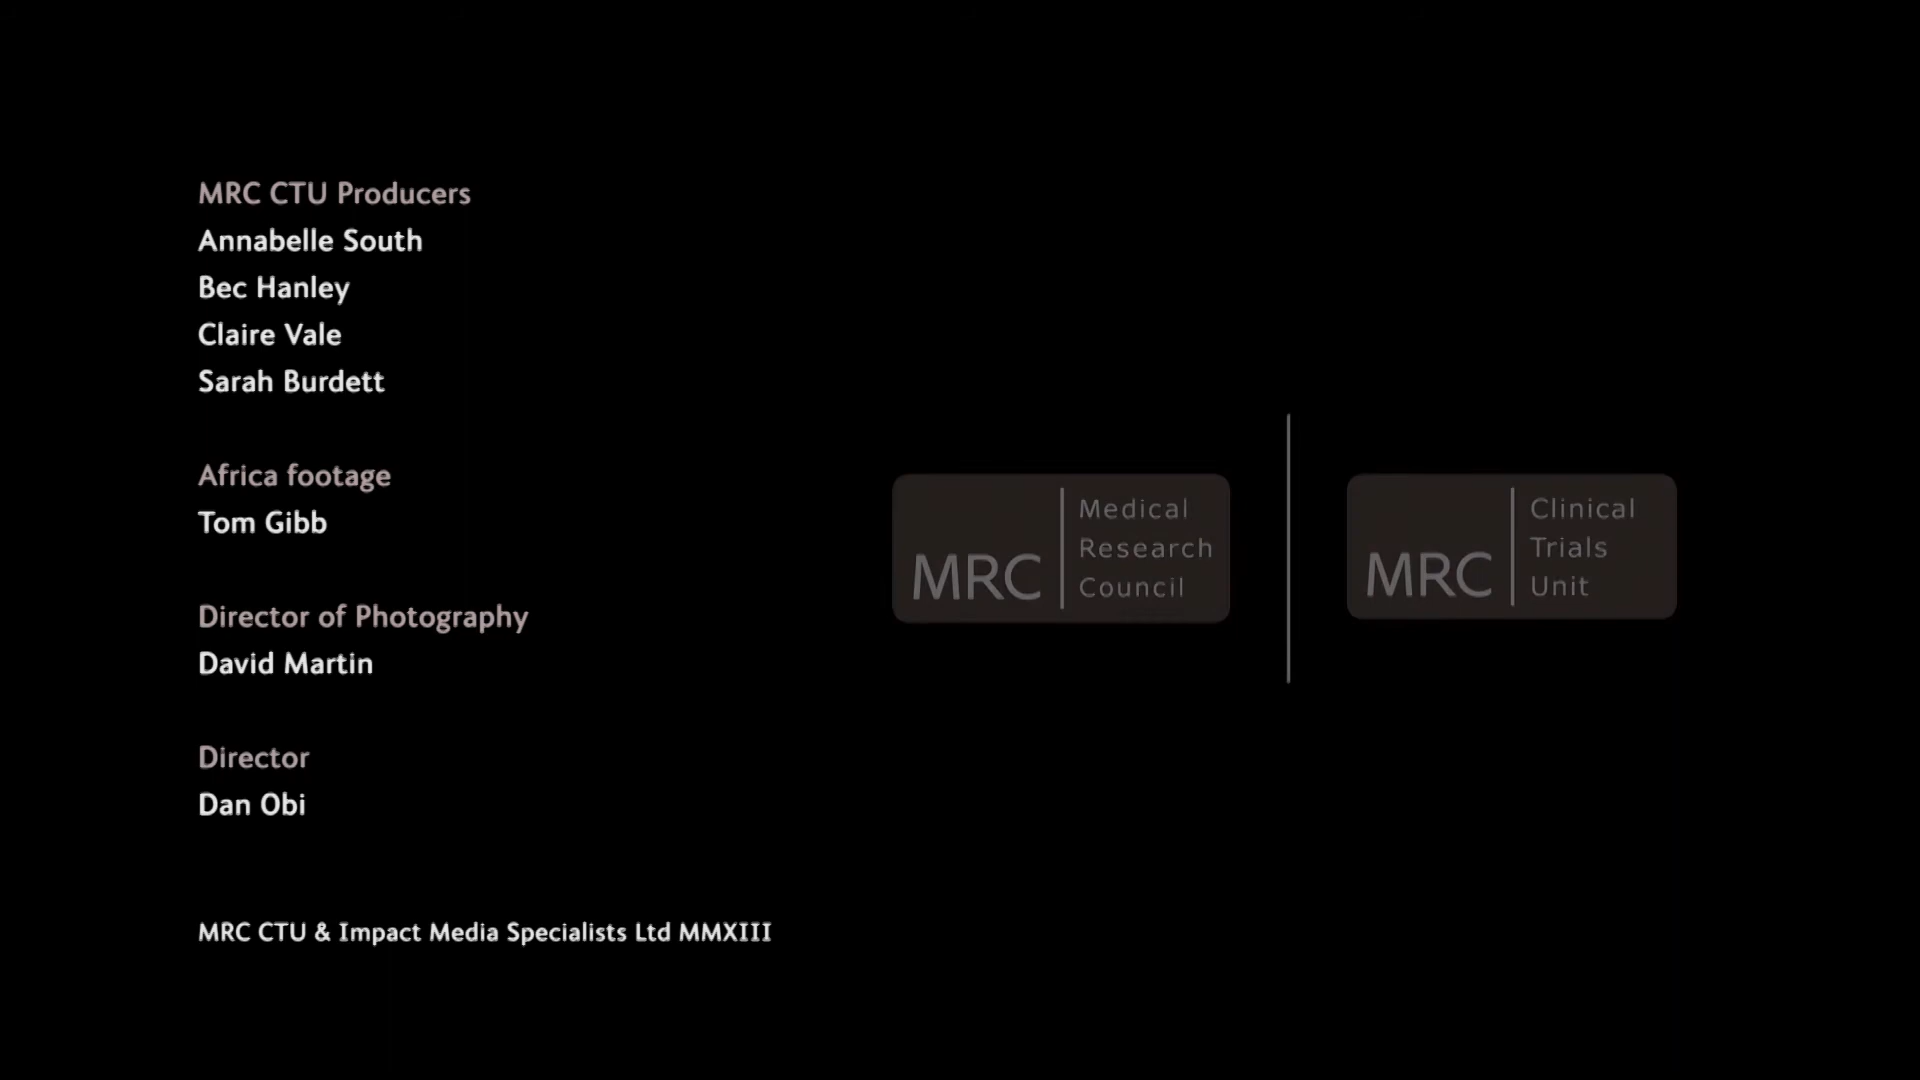 MRC CTU Producers
Annabelle South
Bec Hanley
Claire Vale
Sarah Burdett
Africa footage
Tom Gibb
Director of Photography
David Martin
Director
Dan Obi
MRC CTU & Impact Media Specialists Ltd MMXIII
MRC
Medical
Research
Council
MRC
Clinical
Trials
Unit